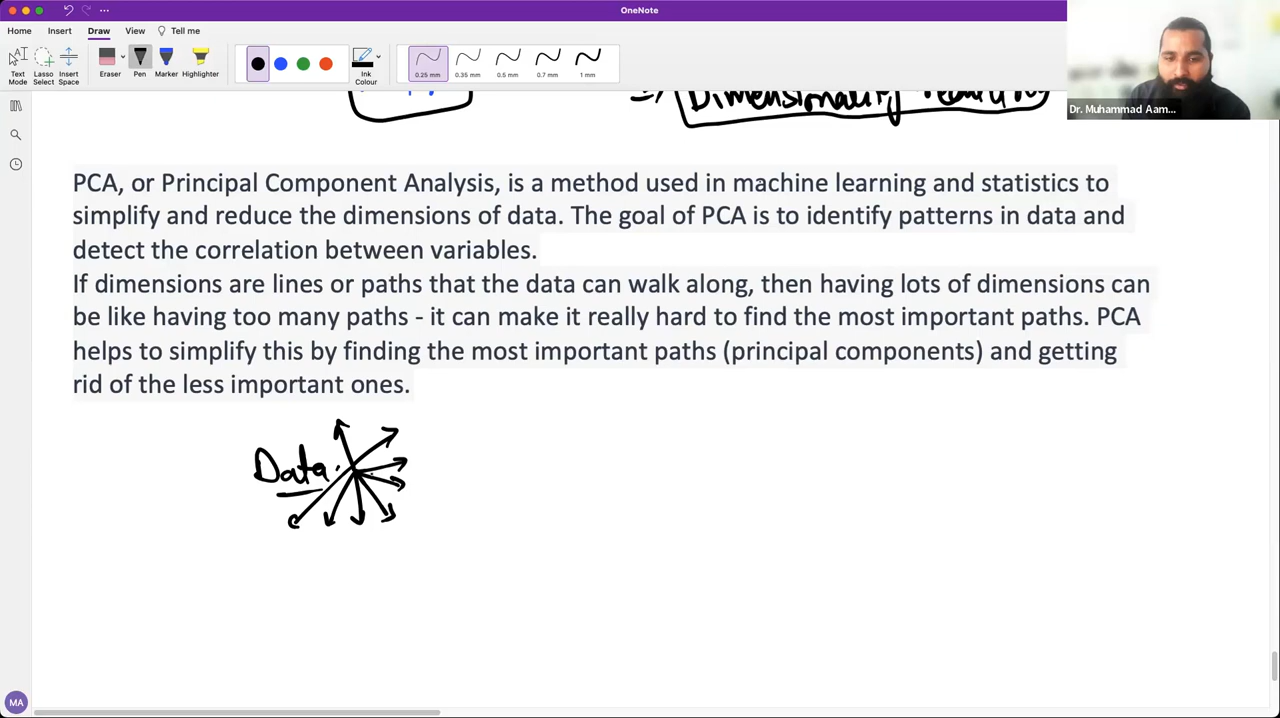 OneNote
Home Insert Draw View Tell me
Text Mode Lasso Select Insert Space Eraser Pen Marker Highlighter Ink Colour 0.25 mm 0.35 mm 0.5 mm 0.7 mm 1 mm
Dr. Muhammad Aam...
Dimensionality
PCA, or Principal Component Analysis, is a method used in machine learning and statistics to
simplify and reduce the dimensions of data. The goal of PCA is to identify patterns in data and
detect the correlation between variables.
If dimensions are lines or paths that the data can walk along, then having lots of dimensions can
be like having too many paths - it can make it really hard to find the most important paths. PCA
helps to simplify this by finding the most important paths (principal components) and getting
rid of the less important ones.
Data
MA